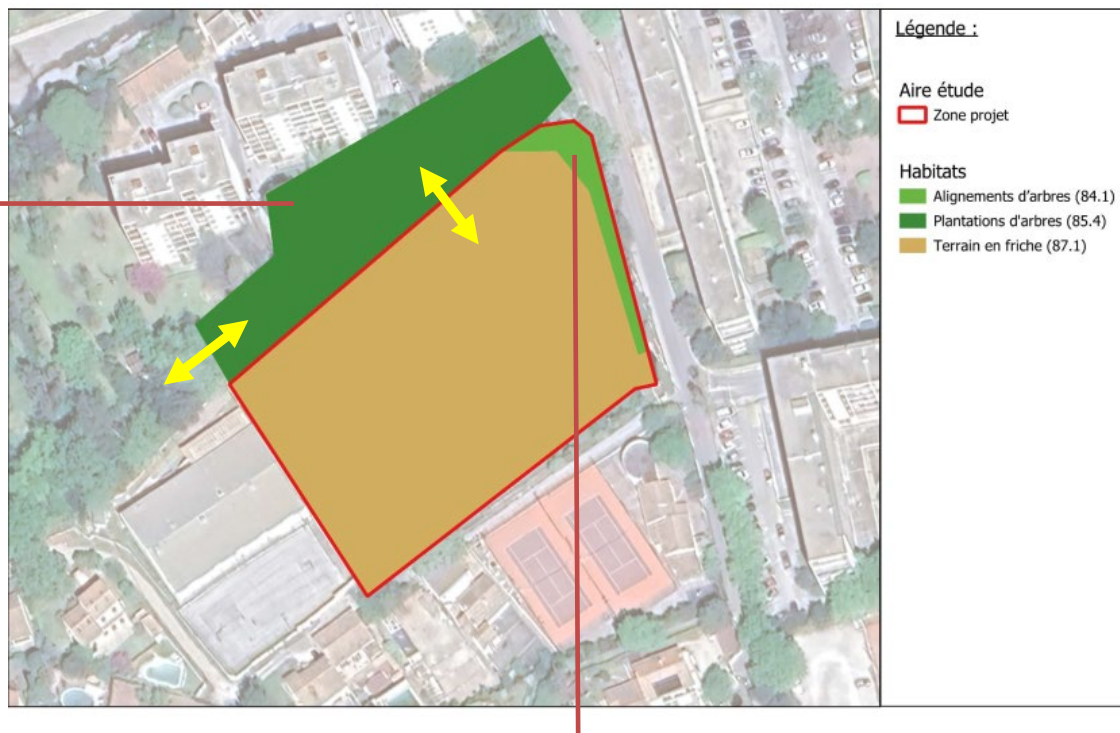 Légende :
Aire étude
Zone projet
Habitats
Alignements d'arbres (84.1)
Plantations d'arbres (85.4)
Terrain en friche (87.1)